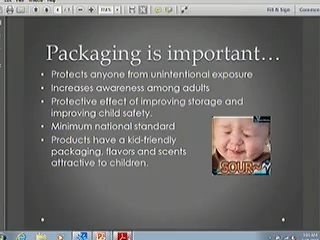 Fill & Sign
Packaging is important…
• Protects anyone from unintentional exposure
• Increases awareness among adults
• Protective effect of improving storage and
improving child safety.
• Minimum national standard
• Products have a kid-friendly
packaging, flavors and scents
attractive to children.
SOUR~